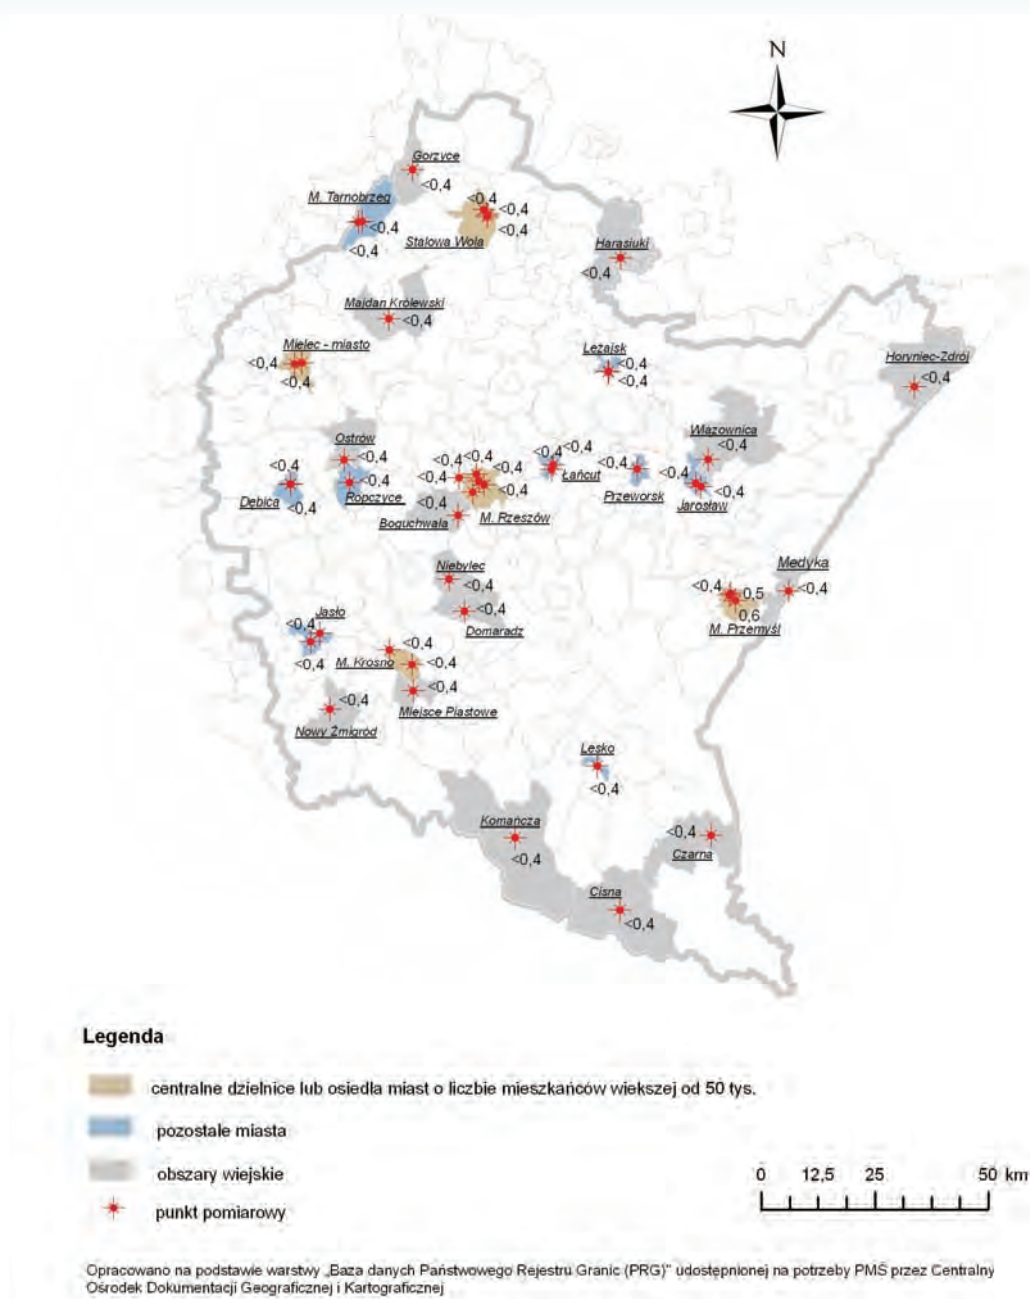 N
Gorzyce
<0,4
M. Tarnobrzeg
<0,4
<0,4
<0,4
<0,4
<0,4
Stalowa Wola
Harasiuki
<0,4
Majdan Królewski
<0,4
Mielec - miasto
<0,4
<0,4
Leżajsk
<0,4
<0,4
Horyniec-Zdrój
<0,4
Ostrów
<0,4
Wiązownica
<0,4
<0,4
Dębica
<0,4
<0,4
Ropczyce
<0,4
<0,4
<0,4
<0,4
<0,4
<0,4
Boguchwała
M. Rzeszów
<0,4
<0,4
Łańcut
<0,4
Przeworsk
<0,4
<0,4
Jarosław
Niebylec
<0,4
<0,4
Domaradz
Medyka
<0,4
<0,4
0,5
0,6
M. Przemyśl
Jasło
<0,4
<0,4
M. Krosno
<0,4
<0,4
<0,4
Miejsce Piastowe
<0,4
Nowy Żmigród
Lesko
<0,4
Komańcza
<0,4
<0,4
Czarna
Cisna
<0,4
Legenda
centralne dzielnice lub osiedla miast o liczbie mieszkańców wiekszej od 50 tys.
pozostałe miasta
obszary wiejskie
punkt pomiarowy
0 12,5 25 50 km
Opracowano na podstawie warstwy „Baza danych Państwowego Rejestru Granic (PRG)" udostępnionej na potrzeby PMŚ przez Centralny
Ośrodek Dokumentacji Geograficznej i Kartograficznej